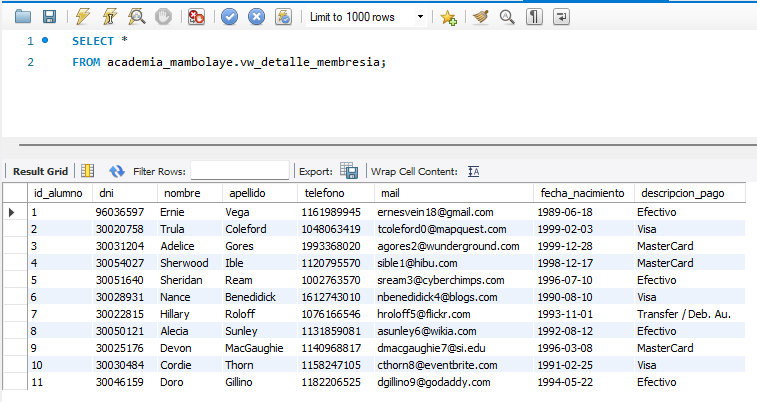 Limit to 1000 rows
1 SELECT *
2 FROM academia_mambolaye.vw_detalle_membresia;
Result Grid Filter Rows: Export: Wrap Cell Content:
id_alumno dni nombre apellido telefono mail fecha_nacimiento descripcion_pago
1 96036597 Ernie Vega 1161989945 ernesvein18@gmail.com 1989-06-18 Efectivo
2 30020758 Trula Coleford 1048063419 tcoleford0@mapquest.com 1999-02-03 Visa
3 30031204 Adelice Gores 1993368020 agores2@wunderground.com 1999-12-28 MasterCard
4 30054027 Sherwood Ible 1120795570 sible1@hibu.com 1998-12-17 MasterCard
5 30051640 Sheridan Ream 1002763570 sream3@cyberchimps.com 1996-07-10 Efectivo
6 30028931 Nance Benedidick 1612743010 nbenedidick4@blogs.com 1990-08-10 Visa
7 30022815 Hillary Roloff 1076166546 hroloff5@flickr.com 1993-11-01 Transfer / Deb. Au.
8 30050121 Alecia Sunley 1131859081 asunley6@wikia.com 1992-08-12 Efectivo
9 30025176 Devon MacGaughie 1140968817 dmacgaughie7@si.edu 1996-03-08 MasterCard
10 30030484 Cordie Thorn 1158247105 cthorn8@eventbrite.com 1991-02-25 Visa
11 30046159 Doro Gillino 1182206525 dgillino9@godaddy.com 1994-05-22 Efectivo